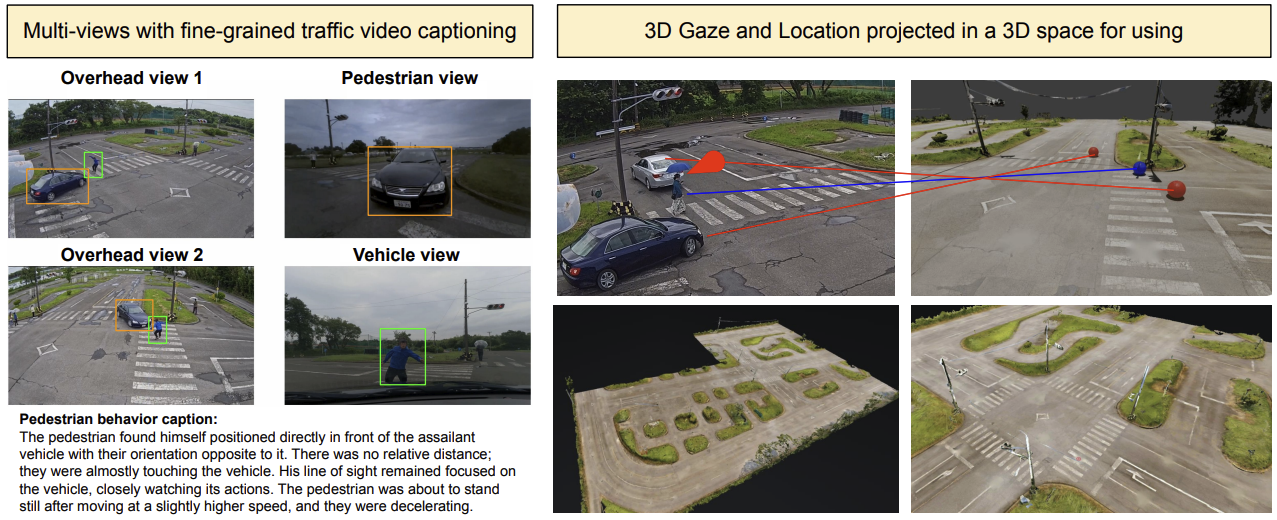 Multi-views with fine-grained traffic video captioning
3D Gaze and Location projected in a 3D space for using
Overhead view 1
Pedestrian view
Overhead view 2
Vehicle view
Pedestrian behavior caption:
The pedestrian found himself positioned directly in front of the assailant
vehicle with their orientation opposite to it. There was no relative distance;
they were almostly touching the vehicle. His line of sight remained focused on
the vehicle, closely watching its actions. The pedestrian was about to stand
still after moving at a slightly higher speed, and they were decelerating.